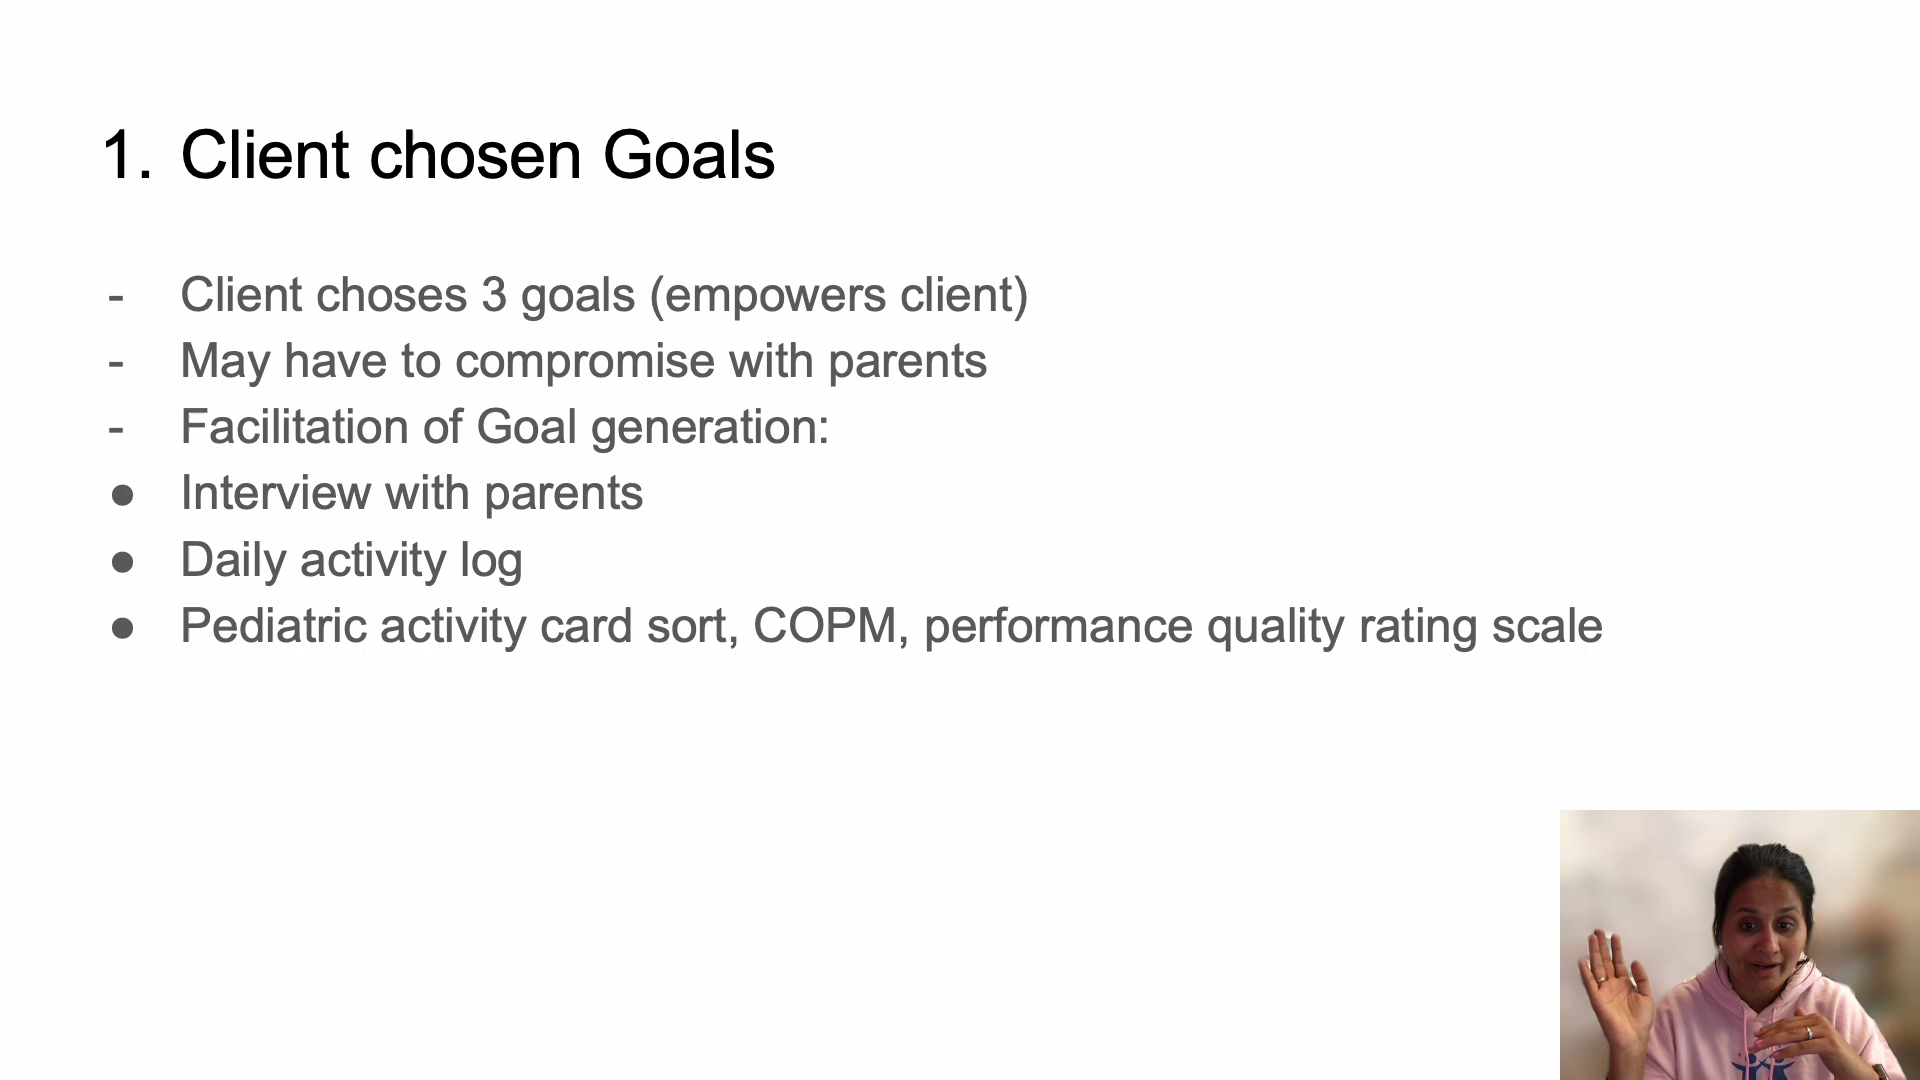 1. Client chosen Goals
- Client choses 3 goals (empowers client)
- May have to compromise with parents
- Facilitation of Goal generation:
● Interview with parents
● Daily activity log
● Pediatric activity card sort, COPM, performance quality rating scale